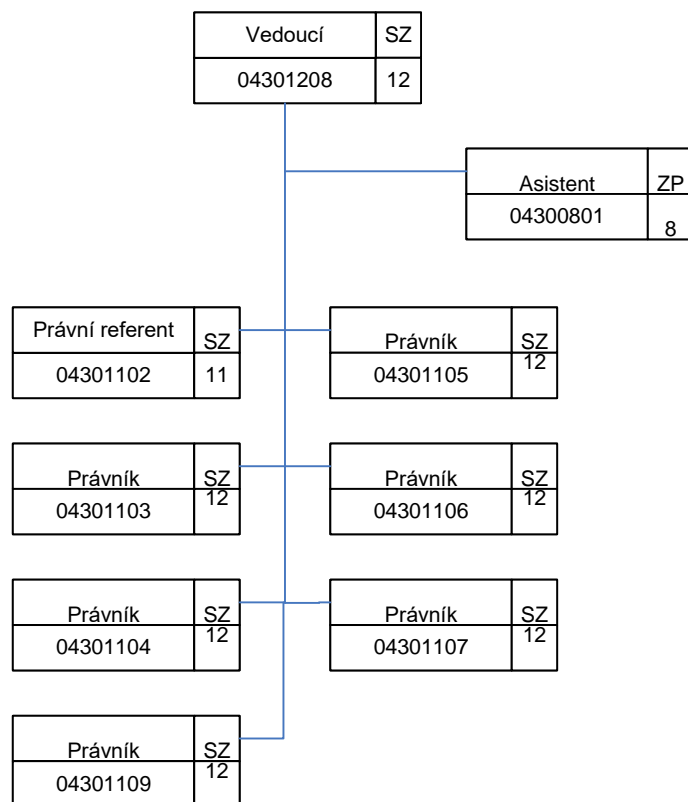 Vedoucí SZ
04301208 12
Asistent ZP
04300801 8
Právní referent SZ
04301102 11
Právník SZ
04301105 12
Právník SZ
04301103 12
Právník SZ
04301106 12
Právník SZ
04301104 12
Právník SZ
04301107 12
Právník SZ
04301109 12